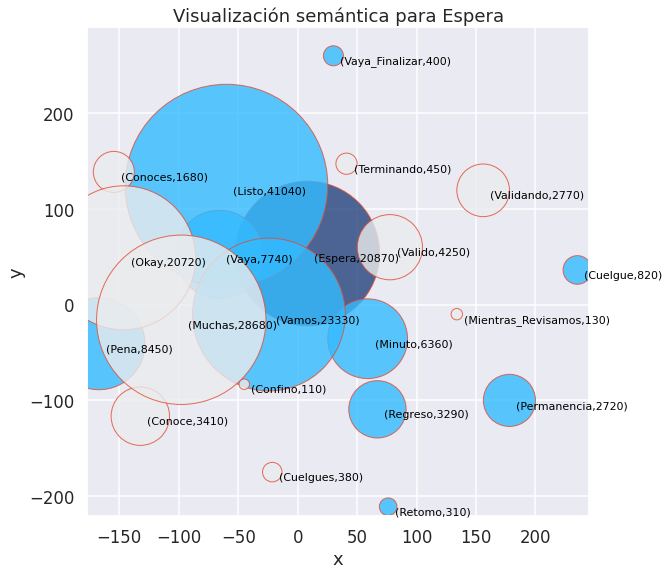 Visualización semántica para Espera
(Vaya_Finalizar,400)
(Terminando,450)
(Conoces,1680)
(Listo,41040)
(Validando,2770)
(Okay,20720)
(Vaya,7740)
(Espera,20870)
(Valido,4250)
(Cuelgue,820)
(Muchas,28680)
(Vamos,23330)
(Mientras_Revisamos,130)
(Pena,8450)
(Minuto,6360)
(Confino,110)
(Permanencia,2720)
(Conoce,3410)
(Regreso,3290)
(Cuelgues,380)
(Retomo,310)
y
200
100
0
−100
−200
−150
−100
−50
0
50
100
150
200
x